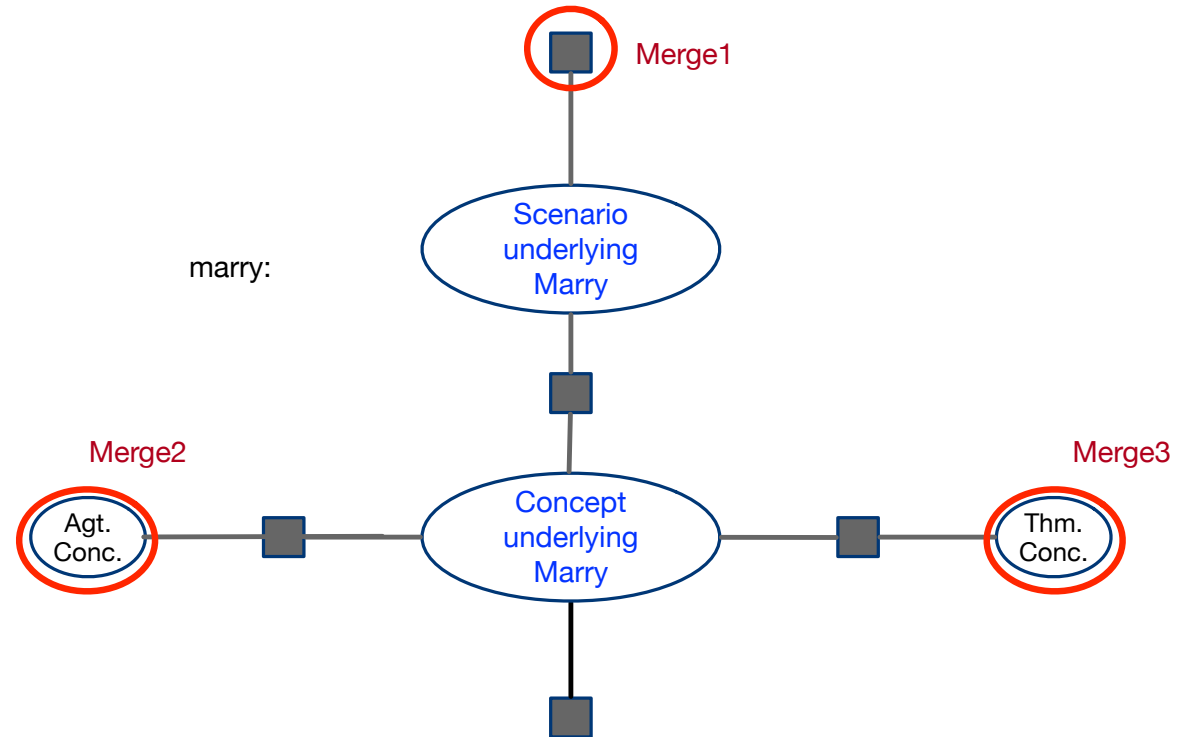 Merge1
Scenario
underlying
Marry
marry:
Merge2
Merge3
Agt.
Conc.
Concept
underlying
Marry
Thm.
Conc.